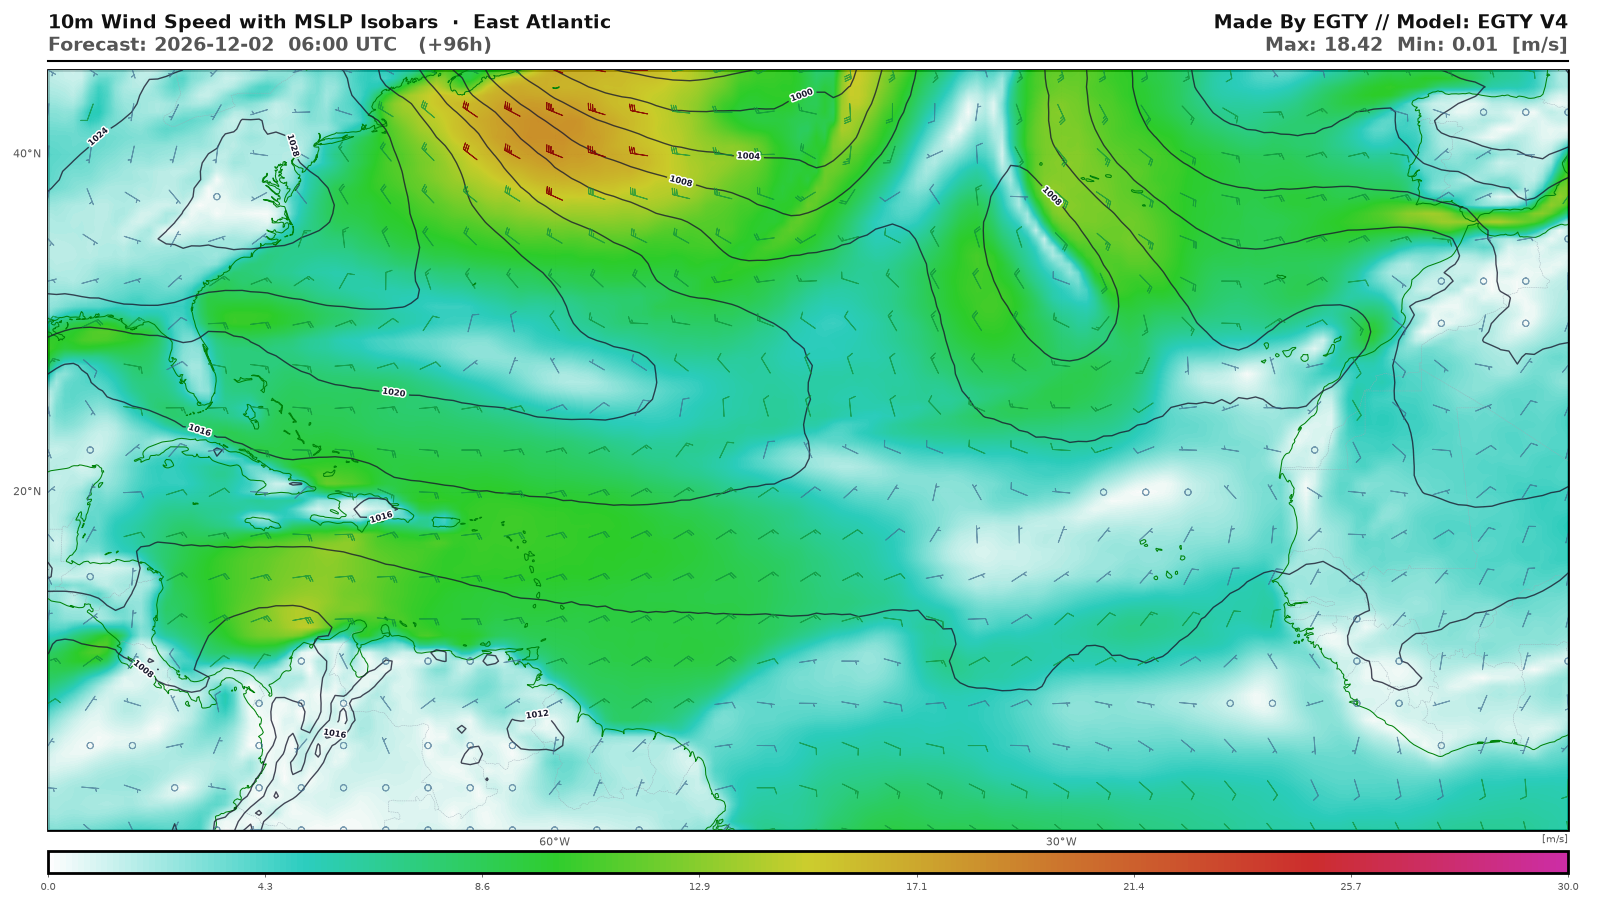 10m Wind Speed with MSLP Isobars · East Atlantic
Made By EGTY // Model: EGTY V4
Forecast: 2026-12-02 06:00 UTC (+96h)
Max: 18.42 Min: 0.01 [m/s]
1000
1024
1028
1004
1008
1008
1020
1016
1016
1008
1012
1016
40°N
20°N
60°W
30°W
[m/s]
0.0 4.3 8.6 12.9 17.1 21.4 25.7 30.0